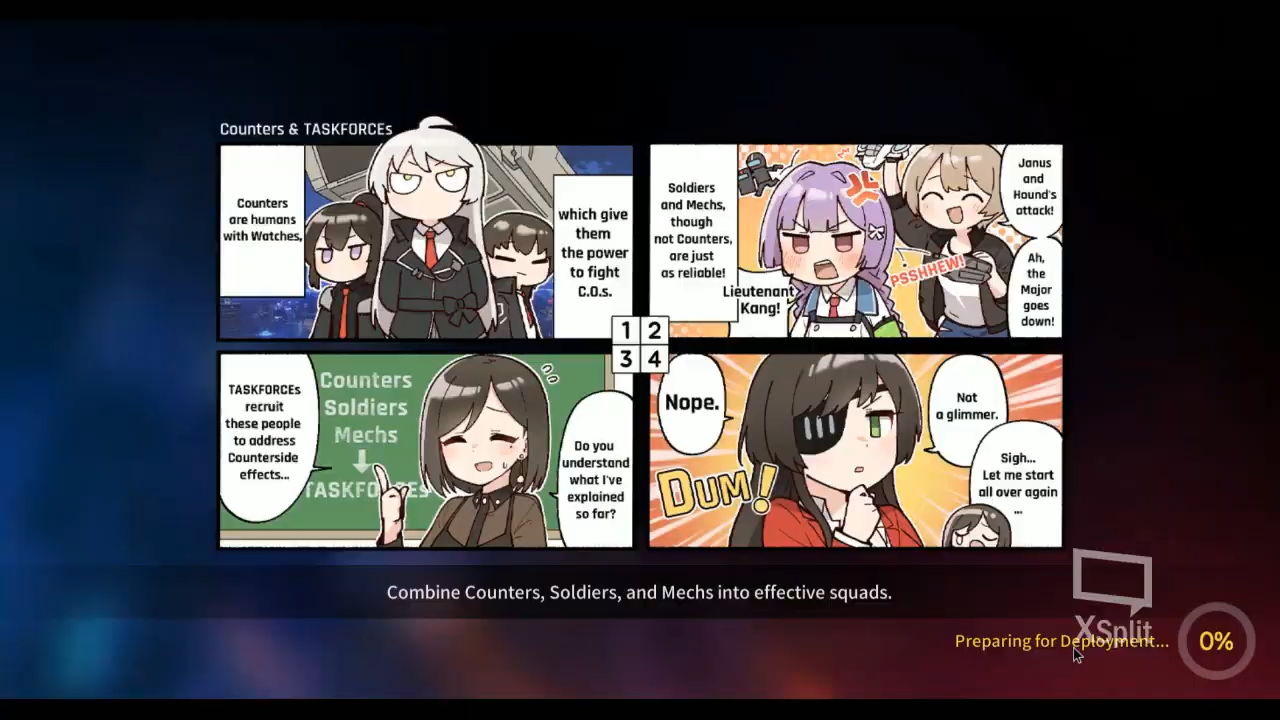 Counters & TASKFORCEs
Counters
are humans
with Watches,
which give
them
the power
to fight
C.O.s.
Soldiers
and Mechs,
though
not Counters,
are just
as reliable!
Lieutenant
Kang!
PSSHHEW!
Janus
and
Hound's
attack!
Ah,
the
Major
goes
down!
1 2
3 4
TASKFORCEs
recruit
these people
to address
Counterside
effects...
Counters
Soldiers
Mechs
TASKFORCES
Do you
understand
what I've
explained
so far?
Nope.
DUM!
Not
a glimmer.
Sigh...
Let me start
all over again
...
Combine Counters, Soldiers, and Mechs into effective squads.
XSplit
Preparing for Deployment...
0%